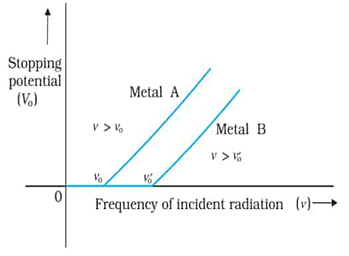 Stopping
potential
(V₀)
Metal A
ν > ν₀
Metal B
ν > ν₀′
ν₀
ν₀′
0
Frequency of incident radiation (ν)